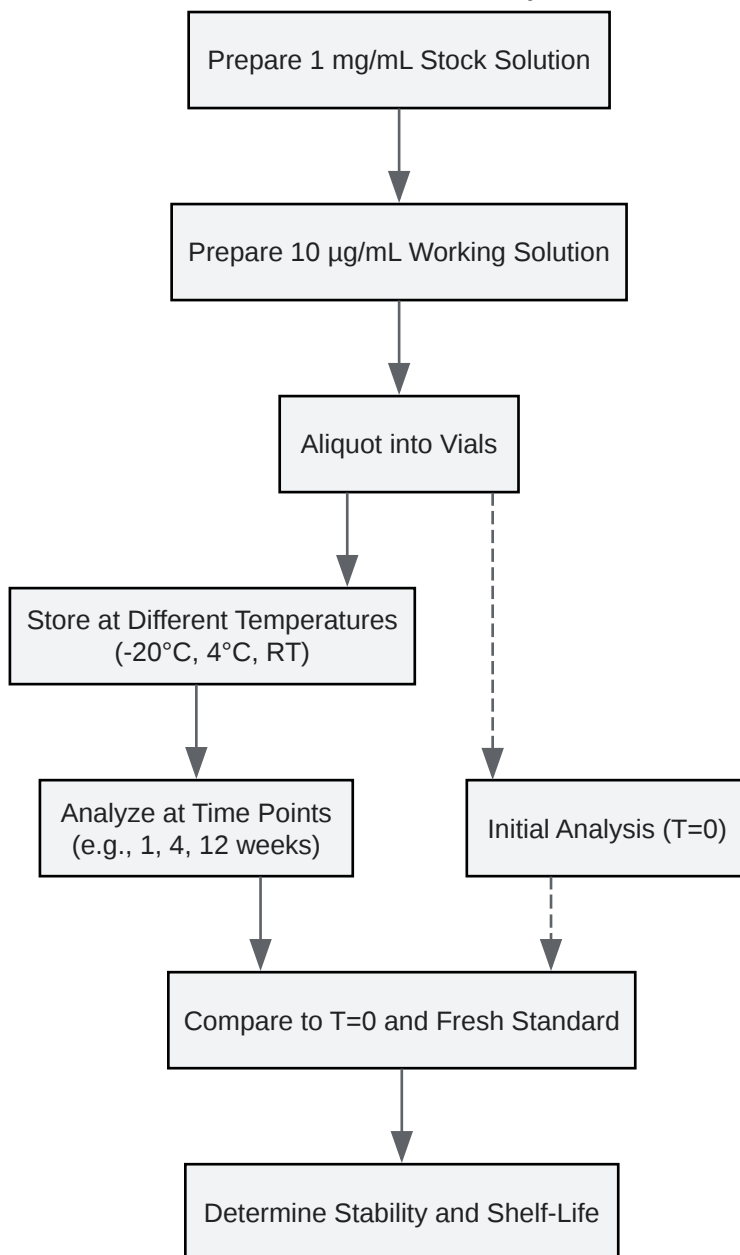 Prepare 1 mg/mL Stock Solution
Prepare 10 µg/mL Working Solution
Aliquot into Vials
Store at Different Temperatures
(-20°C, 4°C, RT)
Analyze at Time Points
(e.g., 1, 4, 12 weeks)
Initial Analysis (T=0)
Compare to T=0 and Fresh Standard
Determine Stability and Shelf-Life